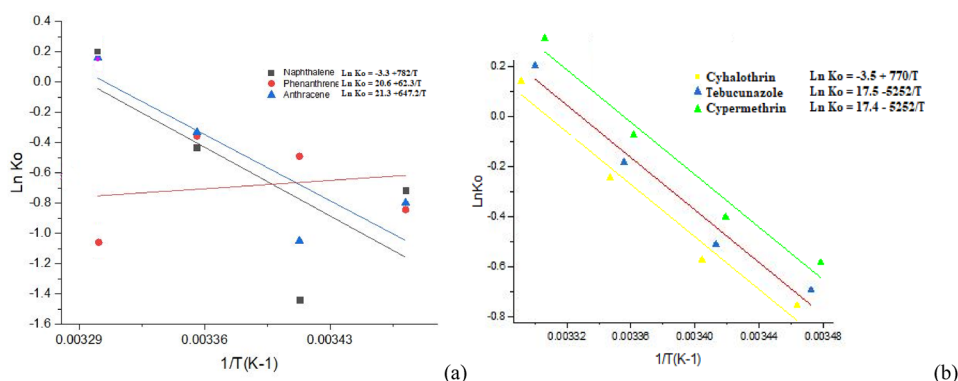 0.4
0.2
0.0
-0.2
-0.4
-0.6
-0.8
-1.0
-1.2
-1.4
-1.6
Ln Ko
Naphthalene Ln Ko = -3.3 +782/T
Phenanthrene Ln Ko = 20.6 +62.3/T
Anthracene Ln Ko = 21.3 +647.2/T
0.00329 0.00336 0.00343
1/T(K-1)
(a)
0.2
0.0
-0.2
-0.4
-0.6
-0.8
LnKo
Cyhalothrin Ln Ko = -3.5 + 770/T
Tebucunazole Ln Ko = 17.5 -5252/T
Cypermethrin Ln Ko = 17.4 - 5252/T
0.00332 0.00336 0.00340 0.00344 0.00348
1/T(K-1)
(b)